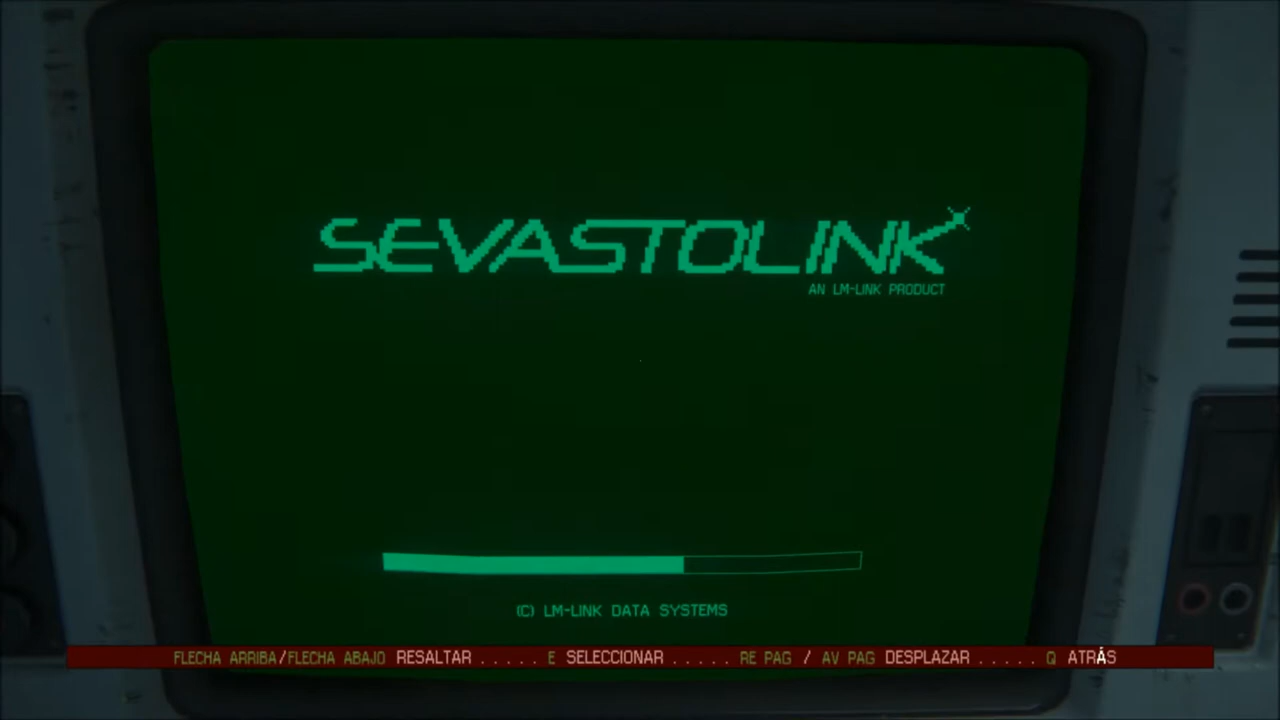 SEVASTOLINK
AN LM-LINK PRODUCT
(C) LM-LINK DATA SYSTEMS
FLECHA ARRIBA/FLECHA ABAJO RESALTAR ..... E SELECCIONAR ..... RE PAG / AV PAG DESPLAZAR ..... Q ATRÁS